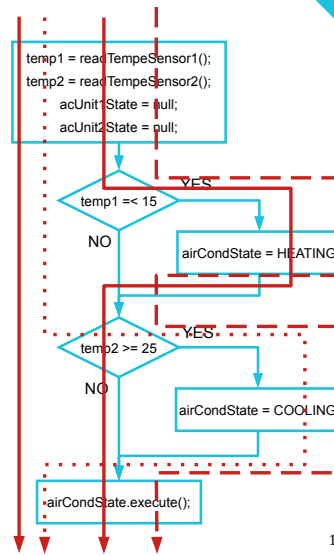 temp1 = readTempeSensor1();
temp2 = readTempeSensor2();
acUnit1State = null;
acUnit2State = null;
YES
temp1 =< 15
NO
airCondState = HEATING
YES
temp2 >= 25
NO
airCondState = COOLING
airCondState.execute();
1